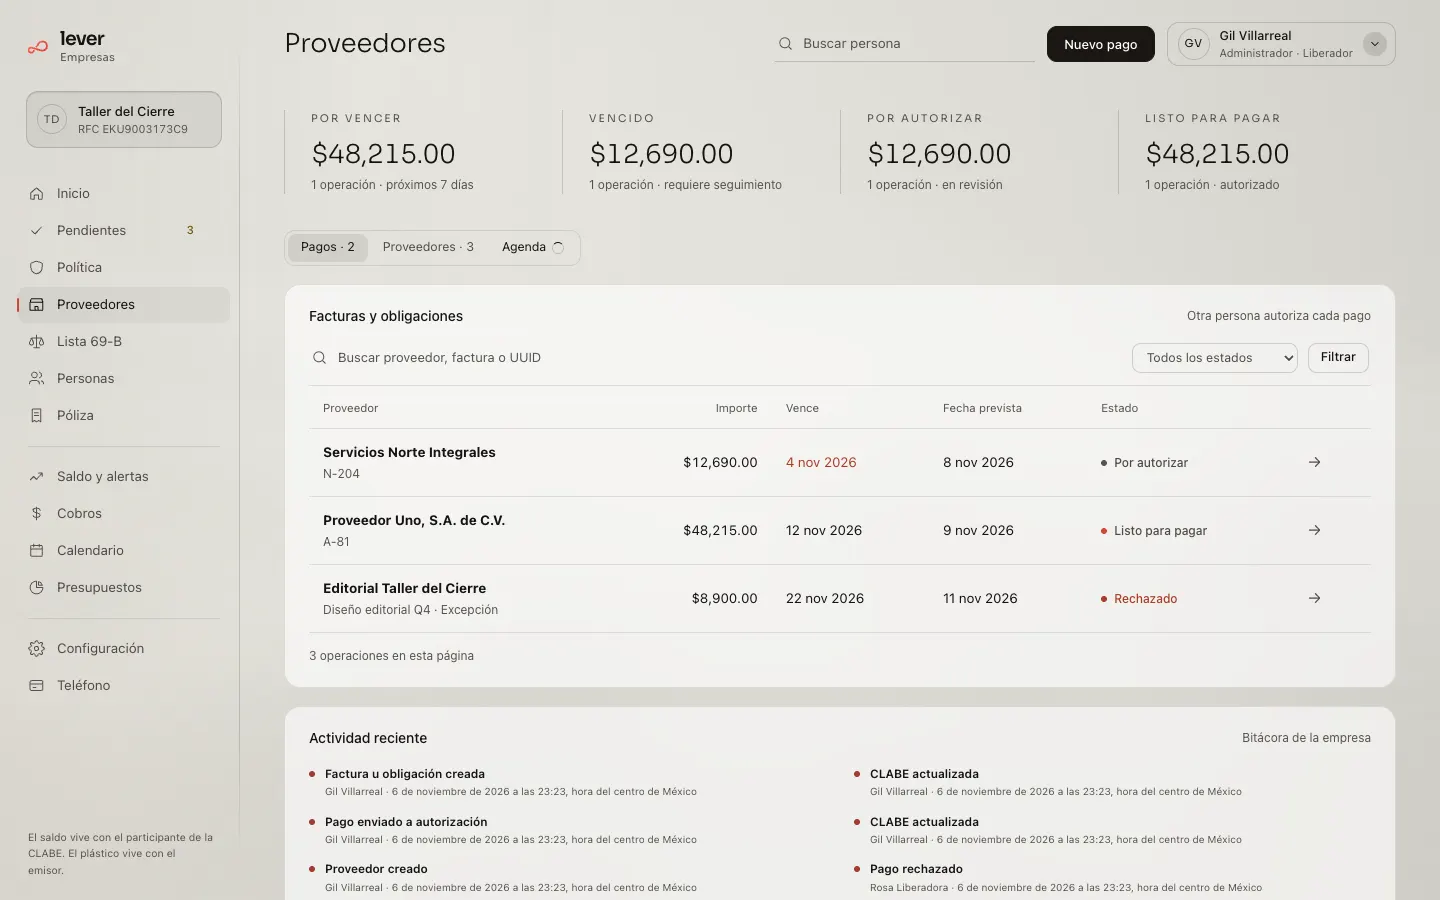 lever
Empresas
TD
Taller del Cierre
RFC EKU9003173C9
Inicio
Pendientes 3
Política
Proveedores
Lista 69-B
Personas
Póliza
Saldo y alertas
Cobros
Calendario
Presupuestos
Configuración
Teléfono
El saldo vive con el participante de la
CLABE. El plástico vive con el
emisor.
Proveedores
Buscar persona
Nuevo pago
GV
Gil Villarreal
Administrador · Liberador
POR VENCER
$48,215.00
1 operación · próximos 7 días
VENCIDO
$12,690.00
1 operación · requiere seguimiento
POR AUTORIZAR
$12,690.00
1 operación · en revisión
LISTO PARA PAGAR
$48,215.00
1 operación · autorizado
Pagos · 2 Proveedores · 3 Agenda
Facturas y obligaciones
Otra persona autoriza cada pago
Buscar proveedor, factura o UUID
Todos los estados
Filtrar
Proveedor Importe Vence Fecha prevista Estado
Servicios Norte Integrales
N-204
$12,690.00 4 nov 2026 8 nov 2026 Por autorizar →
Proveedor Uno, S.A. de C.V.
A-81
$48,215.00 12 nov 2026 9 nov 2026 Listo para pagar →
Editorial Taller del Cierre
Diseño editorial Q4 · Excepción
$8,900.00 22 nov 2026 11 nov 2026 Rechazado →
3 operaciones en esta página
Actividad reciente
Bitácora de la empresa
Factura u obligación creada
Gil Villarreal · 6 de noviembre de 2026 a las 23:23, hora del centro de México
CLABE actualizada
Gil Villarreal · 6 de noviembre de 2026 a las 23:23, hora del centro de México
Pago enviado a autorización
Gil Villarreal · 6 de noviembre de 2026 a las 23:23, hora del centro de México
CLABE actualizada
Gil Villarreal · 6 de noviembre de 2026 a las 23:23, hora del centro de México
Proveedor creado
Gil Villarreal · 6 de noviembre de 2026 a las 23:23, hora del centro de México
Pago rechazado
Rosa Liberadora · 6 de noviembre de 2026 a las 23:23, hora del centro de México